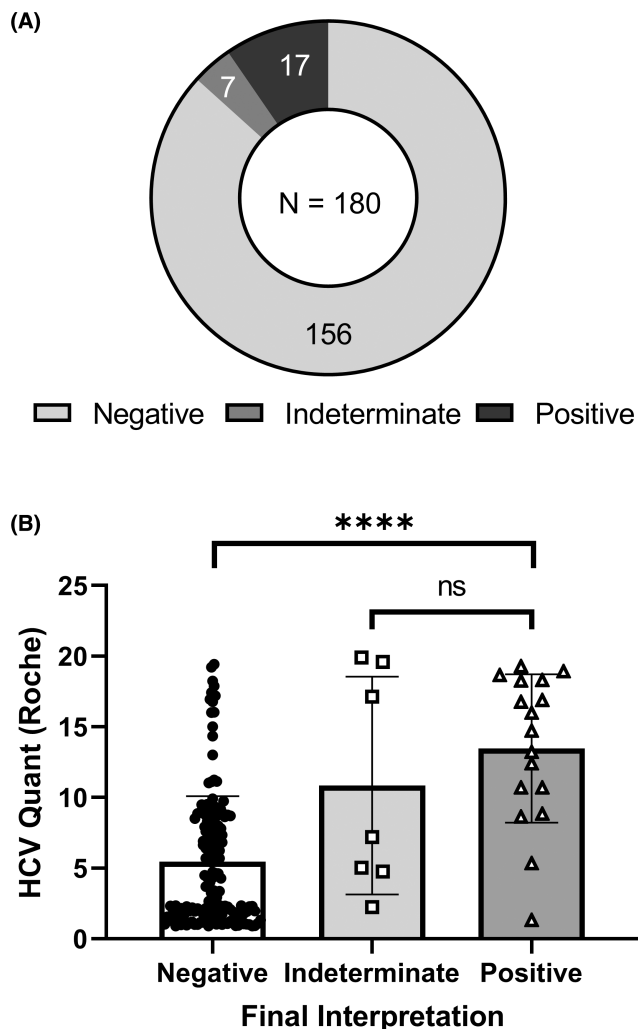 (A)
17
7
N = 180
156
Negative Indeterminate Positive
(B)
****
ns
25
20
15
10
5
0
HCV Quant (Roche)
Negative Indeterminate Positive
Final Interpretation